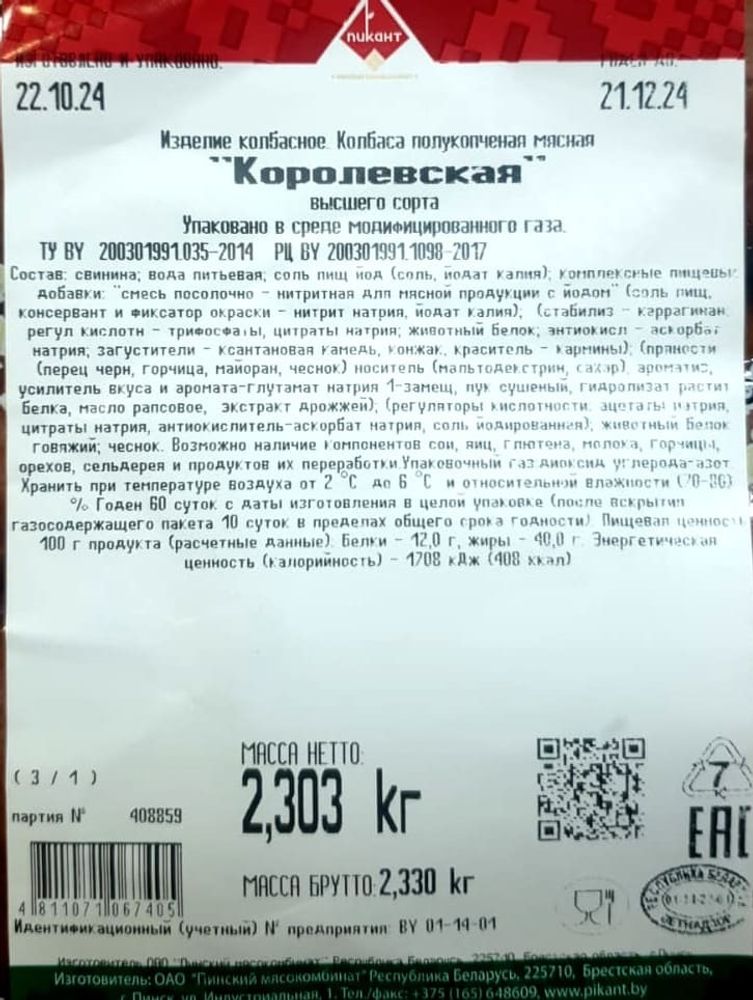 пикант
ИЗГОТОВЛЕНО И УПАКОВАНО:
22.10.24
21.12.24
Изделие колбасное. Колбаса полукопченая мясная
"Королевская"
высшего сорта
Упаковано в среде модифицированного газа.
ТУ BY 200301991.035-2014 РЦ BY 200301991.1098-2017
Состав: свинина; вода питьевая; соль пищ йод (соль, йодат калия); комплексные пищевы
добавки: "смесь посолочно - нитритная для мясной продукции с йодом" (соль пищ,
консервант и фиксатор окраски - нитрит натрия, йодат калия); (стабилиз - каррагинан,
регул кислотн - трифосфаты, цитраты натрия; животный белок; антиокисл - аскорбат
натрия; загустители - ксантановая камедь, конжак, краситель - кармины); (пряности
(перец черн, горчица, майоран, чеснок) носитель (мальтодекстрин, сахар), ароматиз,
усилитель вкуса и аромата-глутамат натрия 1-замещ, лук сушеный, гидролизат растит
белка, масло рапсовое, экстракт дрожжей); (регуляторы кислотности: ацетаты натрия,
цитраты натрия, антиокислитель-аскорбат натрия, соль йодированная); животный белок
говяжий; чеснок. Возможно наличие компонентов сои, яиц, глютена, молока, горчицы,
орехов, сельдерея и продуктов их переработки.Упаковочный газ диоксид углерода-азот.
Хранить при температуре воздуха от 2 °C до 6 °C и относительной влажности (70-80)
% Годен 60 суток с даты изготовления в целой упаковке (после вскрытия
газосодержащего пакета 10 суток в пределах общего срока годности). Пищевая ценность
100 г продукта (расчетные данные): Белки - 12,0 г, жиры - 40,0 г. Энергетическая
ценность (калорийность) - 1708 кДж (408 ккал)
(3/1)
МАССА НЕТТО:
2,303 кг
7
партия N° 408859
EAC
МАССА БРУТТО: 2,330 кг
4 811071 067405
Идентификационный (учетный) N° предприятия: BY 01-14-01
Изготовитель: ОАО "Пинский мясокомбинат" Республика Беларусь, 225710, Брестская область,
г. Пинск, ул. Индустриальная, 1. Тел./факс: +375 (165) 648609, www.pikant.by